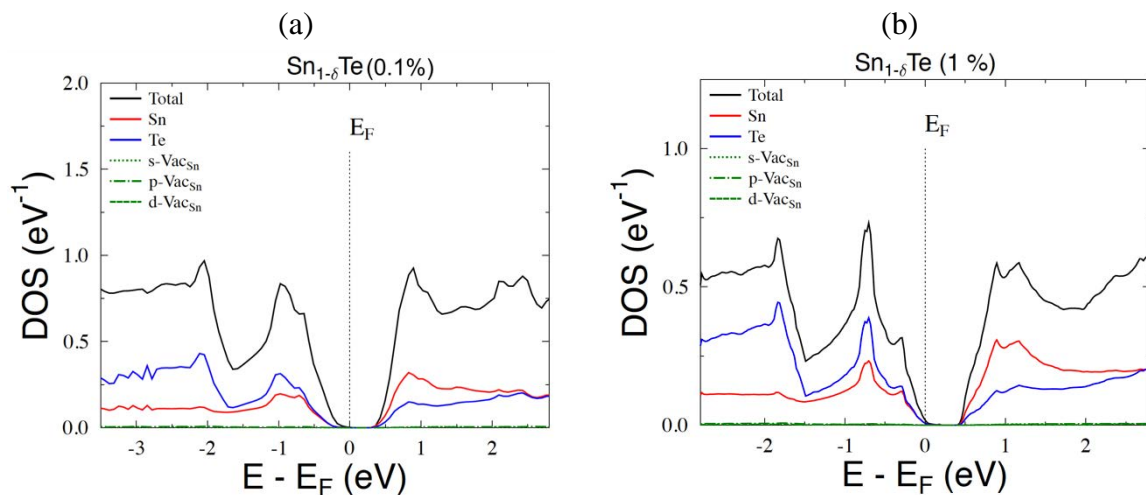 (a)
Sn1-δTe (0.1%)
2.0
1.5
1.0
0.5
0.0
DOS (eV-1)
Total
Sn
Te
s-VacSn
p-VacSn
d-VacSn
EF
-3 -2 -1 0 1 2
E - EF (eV)
(b)
Sn1-δTe (1 %)
1.0
0.5
0.0
DOS (eV-1)
Total
Sn
Te
s-VacSn
p-VacSn
d-VacSn
EF
-2 -1 0 1 2
E - EF (eV)